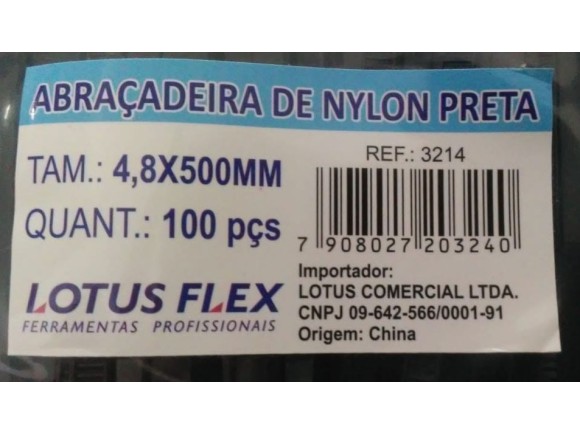 ABRAÇADEIRA DE NYLON PRETA
TAM.: 4,8X500MM
QUANT.: 100 pçs
LOTUS FLEX
FERRAMENTAS PROFISSIONAIS
REF.: 3214
7 908027 203240
Importador:
LOTUS COMERCIAL LTDA.
CNPJ 09-642-566/0001-91
Origem: China